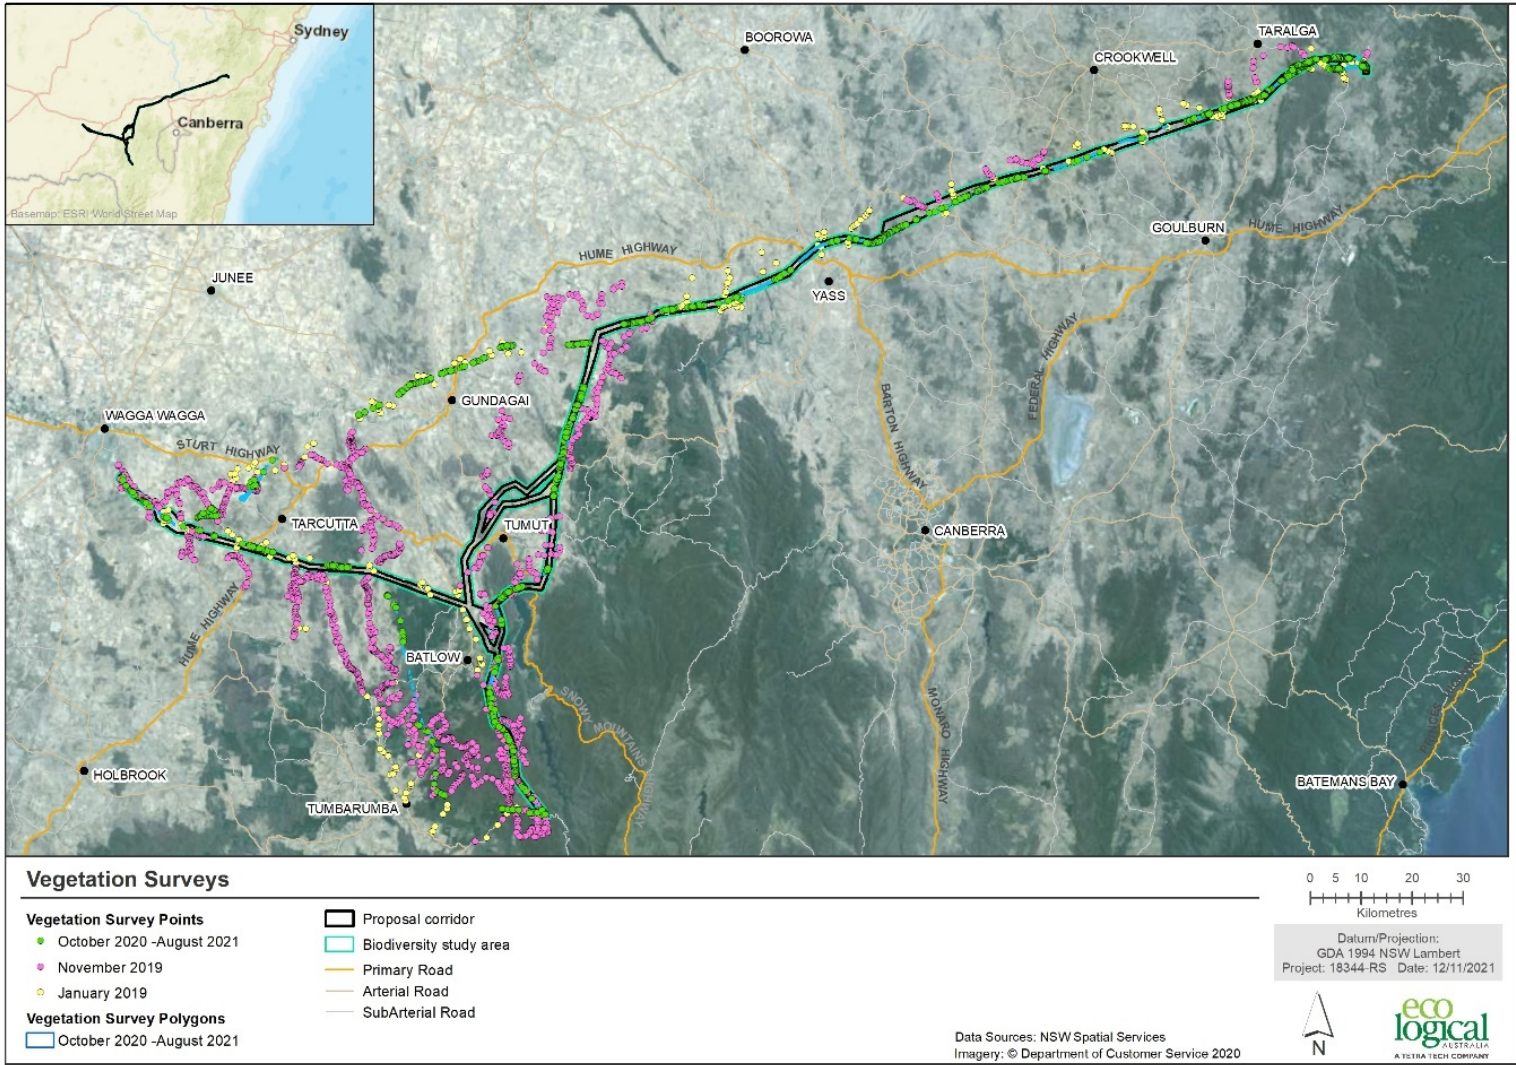 Sydney
Canberra
Basemap: ESRI World Street Map
BOOROWA
TARALGA
CROOKWELL
GOULBURN
HUME HIGHWAY
HUME HIGHWAY
JUNEE
YASS
FEDERAL HIGHWAY
BARTON HIGHWAY
GUNDAGAI
WAGGA WAGGA
STURT HIGHWAY
TARCUTTA
TUMUT
CANBERRA
HUME HIGHWAY
BATLOW
SNOWY MOUNTAINS HIGHWAY
MONARO HIGHWAY
HOLBROOK
TUMBARUMBA
BATEMANS BAY
Vegetation Surveys
Vegetation Survey Points
October 2020 -August 2021
November 2019
January 2019
Vegetation Survey Polygons
October 2020 -August 2021
Proposal corridor
Biodiversity study area
Primary Road
Arterial Road
SubArterial Road
Data Sources: NSW Spatial Services
Imagery: © Department of Customer Service 2020
0 5 10 20 30
Kilometres
Datum/Projection:
GDA 1994 NSW Lambert
Project: 18344-RS Date: 12/11/2021
N
eco
logical
AUSTRALIA
A TETRA TECH COMPANY